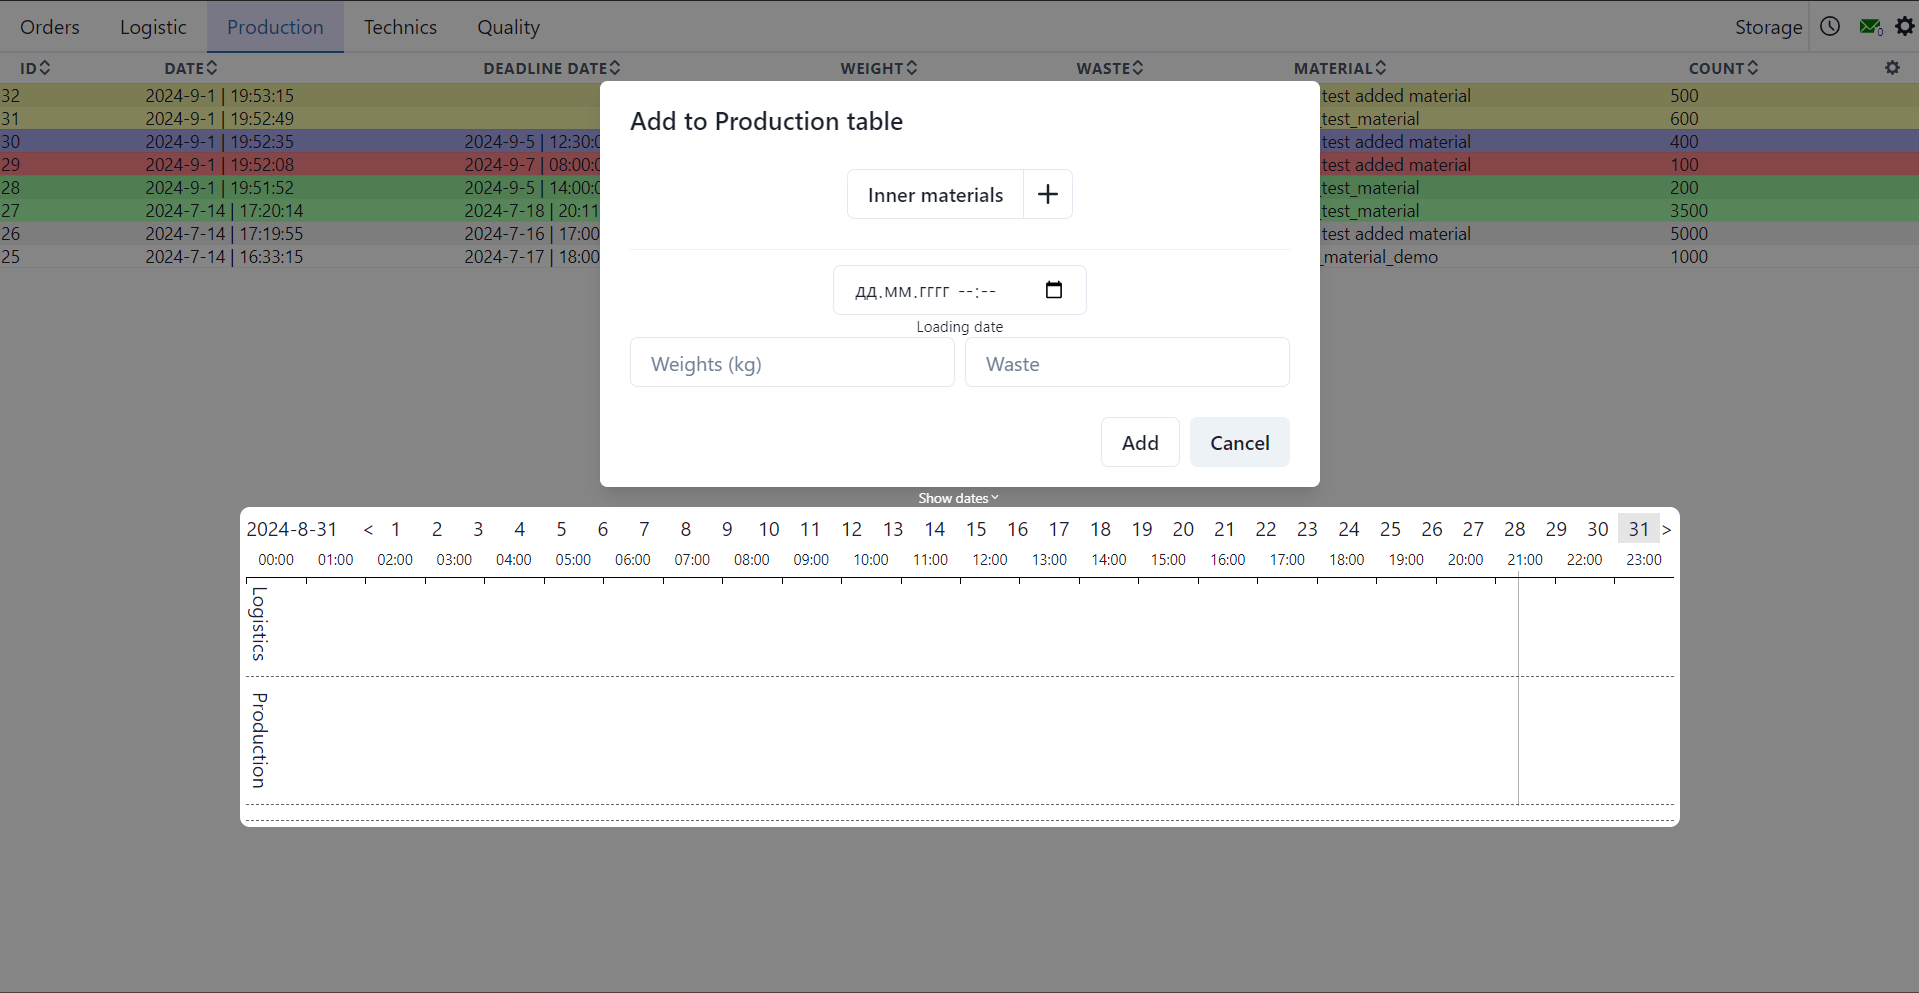 Orders Logistic Production Technics Quality Storage 0
ID DATE DEADLINE DATE WEIGHT WASTE MATERIAL COUNT
32 2024-9-1 | 19:53:15 test added material 500
31 2024-9-1 | 19:52:49 test_material 600
30 2024-9-1 | 19:52:35 2024-9-5 | 12:30:0 test added material 400
29 2024-9-1 | 19:52:08 2024-9-7 | 08:00:0 test added material 100
28 2024-9-1 | 19:51:52 2024-9-5 | 14:00:0 test_material 200
27 2024-7-14 | 17:20:14 2024-7-18 | 20:11 test_material 3500
26 2024-7-14 | 17:19:55 2024-7-16 | 17:00 test added material 5000
25 2024-7-14 | 16:33:15 2024-7-17 | 18:00 _material_demo 1000
Add to Production table
Inner materials +
дд.мм.гггг --:--
Loading date
Weights (kg) Waste
Add Cancel
Show dates
2024-8-31 < 1 2 3 4 5 6 7 8 9 10 11 12 13 14 15 16 17 18 19 20 21 22 23 24 25 26 27 28 29 30 31 >
00:00 01:00 02:00 03:00 04:00 05:00 06:00 07:00 08:00 09:00 10:00 11:00 12:00 13:00 14:00 15:00 16:00 17:00 18:00 19:00 20:00 21:00 22:00 23:00
Logistics
Production